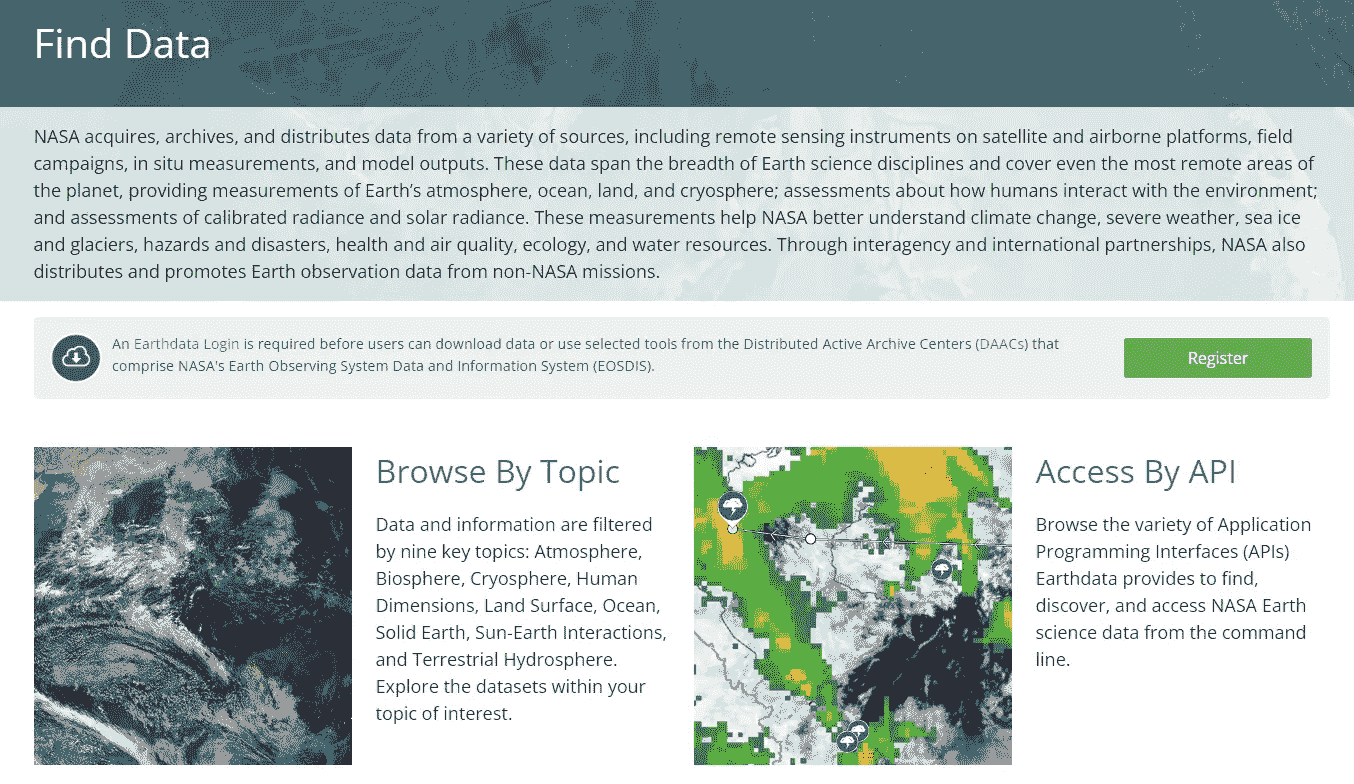 Find Data
NASA acquires, archives, and distributes data from a variety of sources, including remote sensing instruments on satellite and airborne platforms, field
campaigns, in situ measurements, and model outputs. These data span the breadth of Earth science disciplines and cover even the most remote areas of
the planet, providing measurements of Earth’s atmosphere, ocean, land, and cryosphere; assessments about how humans interact with the environment;
and assessments of calibrated radiance and solar radiance. These measurements help NASA better understand climate change, severe weather, sea ice
and glaciers, hazards and disasters, health and air quality, ecology, and water resources. Through interagency and international partnerships, NASA also
distributes and promotes Earth observation data from non-NASA missions.
An Earthdata Login is required before users can download data or use selected tools from the Distributed Active Archive Centers (DAACs) that
comprise NASA's Earth Observing System Data and Information System (EOSDIS).
Register
Browse By Topic
Data and information are filtered
by nine key topics: Atmosphere,
Biosphere, Cryosphere, Human
Dimensions, Land Surface, Ocean,
Solid Earth, Sun-Earth Interactions,
and Terrestrial Hydrosphere.
Explore the datasets within your
topic of interest.
Access By API
Browse the variety of Application
Programming Interfaces (APIs)
Earthdata provides to find,
discover, and access NASA Earth
science data from the command
line.